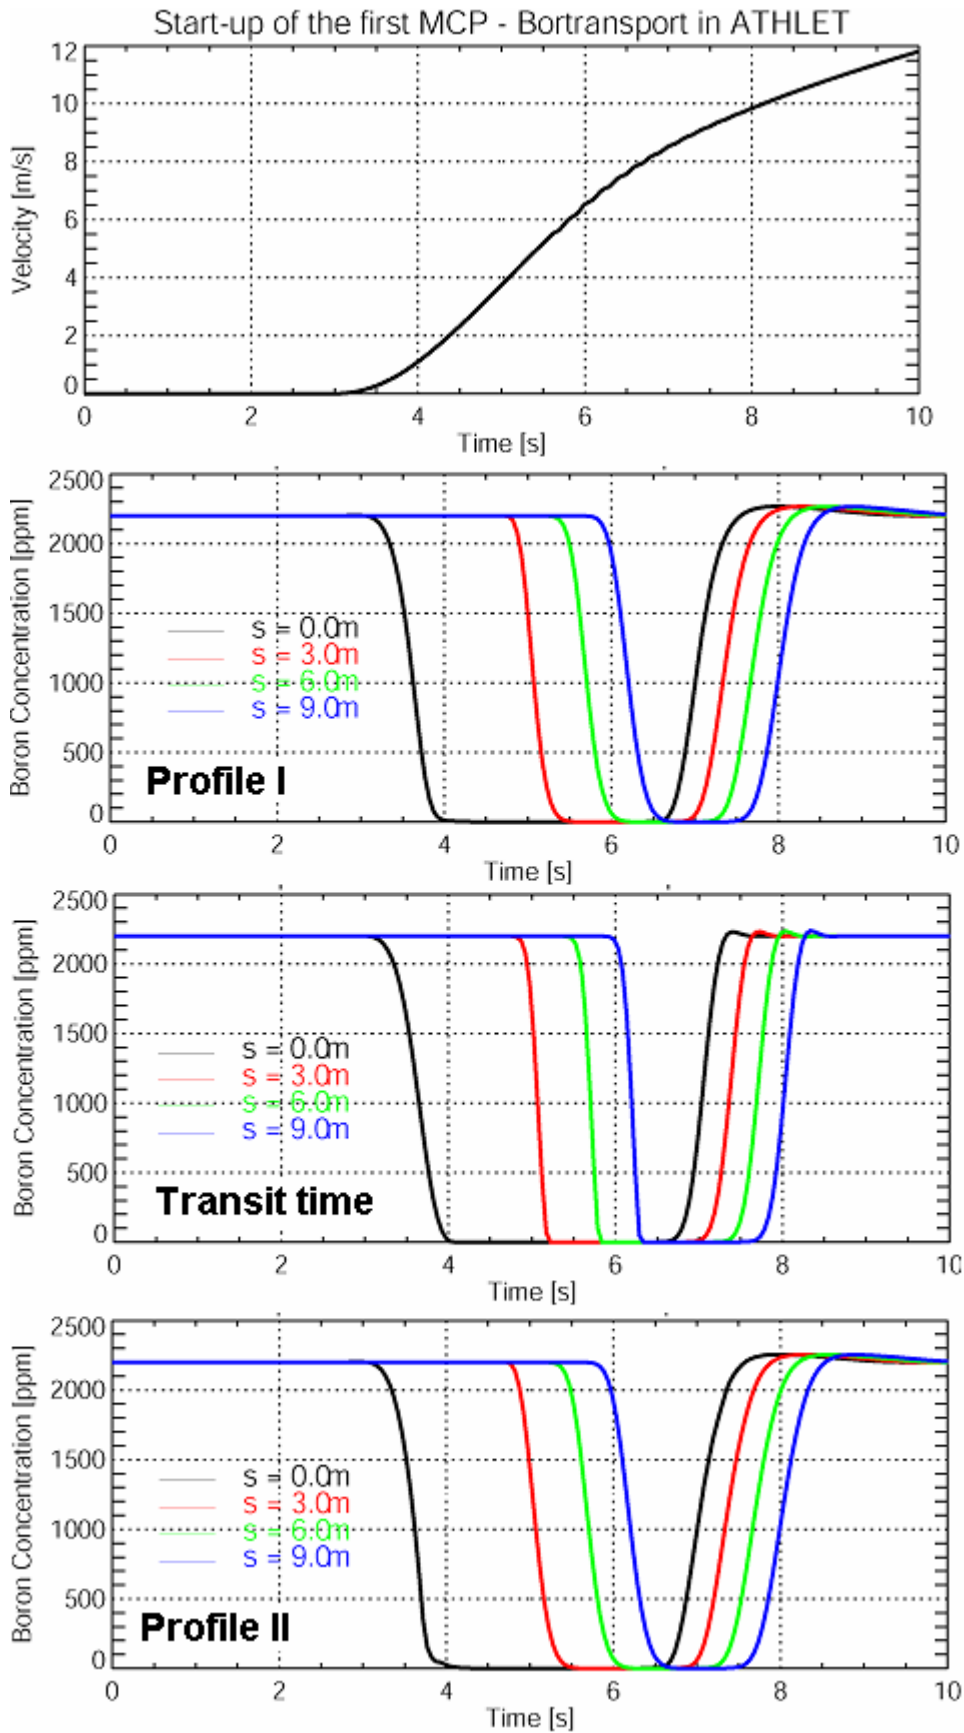 Start-up of the first MCP - Bortransport in ATHLET
12
10
8
6
4
2
0
Velocity [m/s]
0 2 4 6 8 10
Time [s]
2500
2000
1500
1000
500
0
Boron Concentration [ppm]
s = 0.0m
s = 3.0m
s = 6.0m
s = 9.0m
Profile I
0 2 4 6 8 10
Time [s]
2500
2000
1500
1000
500
0
Boron Concentration [ppm]
s = 0.0m
s = 3.0m
s = 6.0m
s = 9.0m
Transit time
0 2 4 6 8 10
Time [s]
2500
2000
1500
1000
500
0
Boron Concentration [ppm]
s = 0.0m
s = 3.0m
s = 6.0m
s = 9.0m
Profile II
0 2 4 6 8 10
Time [s]